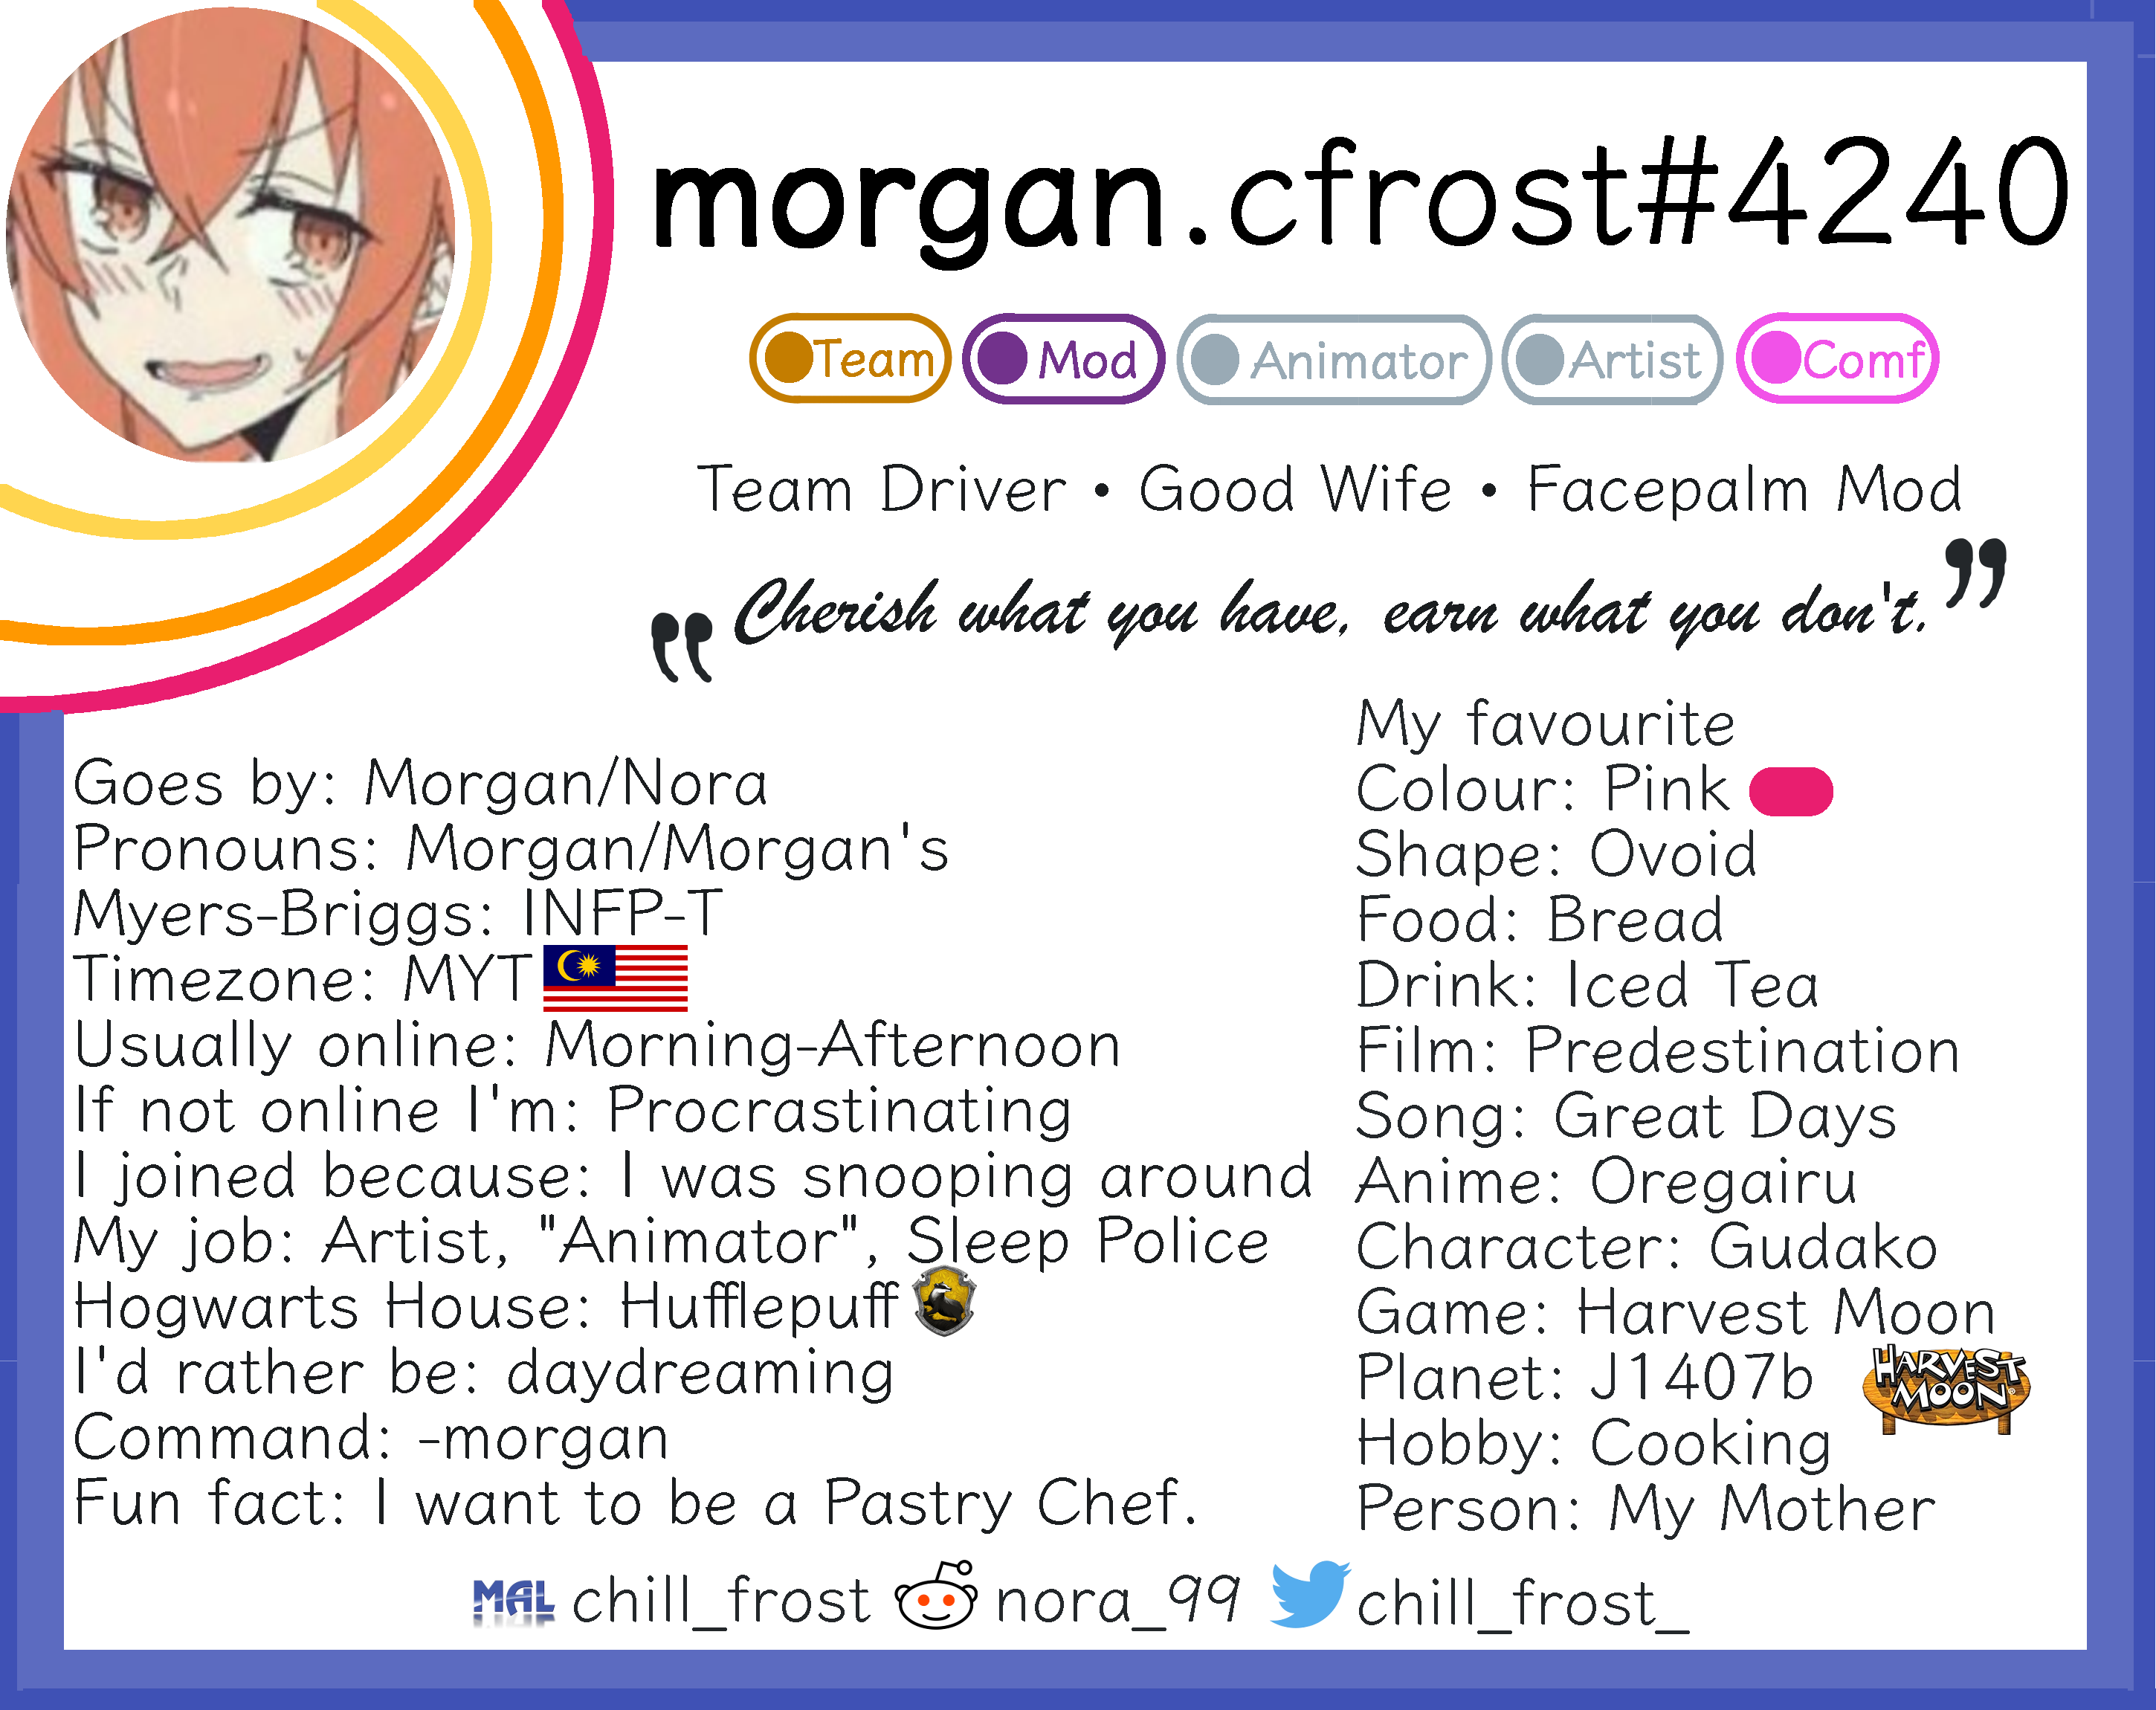 morgan.cfrost#4240
Team Mod Animator Artist Comf
Team Driver • Good Wife • Facepalm Mod
"Cherish what you have, earn what you don't."
Goes by: Morgan/Nora
Pronouns: Morgan/Morgan's
Myers-Briggs: INFP-T
Timezone: MYT
Usually online: Morning-Afternoon
If not online I'm: Procrastinating
I joined because: I was snooping around
My job: Artist, "Animator", Sleep Police
Hogwarts House: Hufflepuff
I'd rather be: daydreaming
Command: -morgan
Fun fact: I want to be a Pastry Chef.
My favourite
Colour: Pink
Shape: Ovoid
Food: Bread
Drink: Iced Tea
Film: Predestination
Song: Great Days
Anime: Oregairu
Character: Gudako
Game: Harvest Moon
Planet: J1407b
HARVEST
MOON®
Hobby: Cooking
Person: My Mother
MAL chill_frost nora_99 chill_frost_